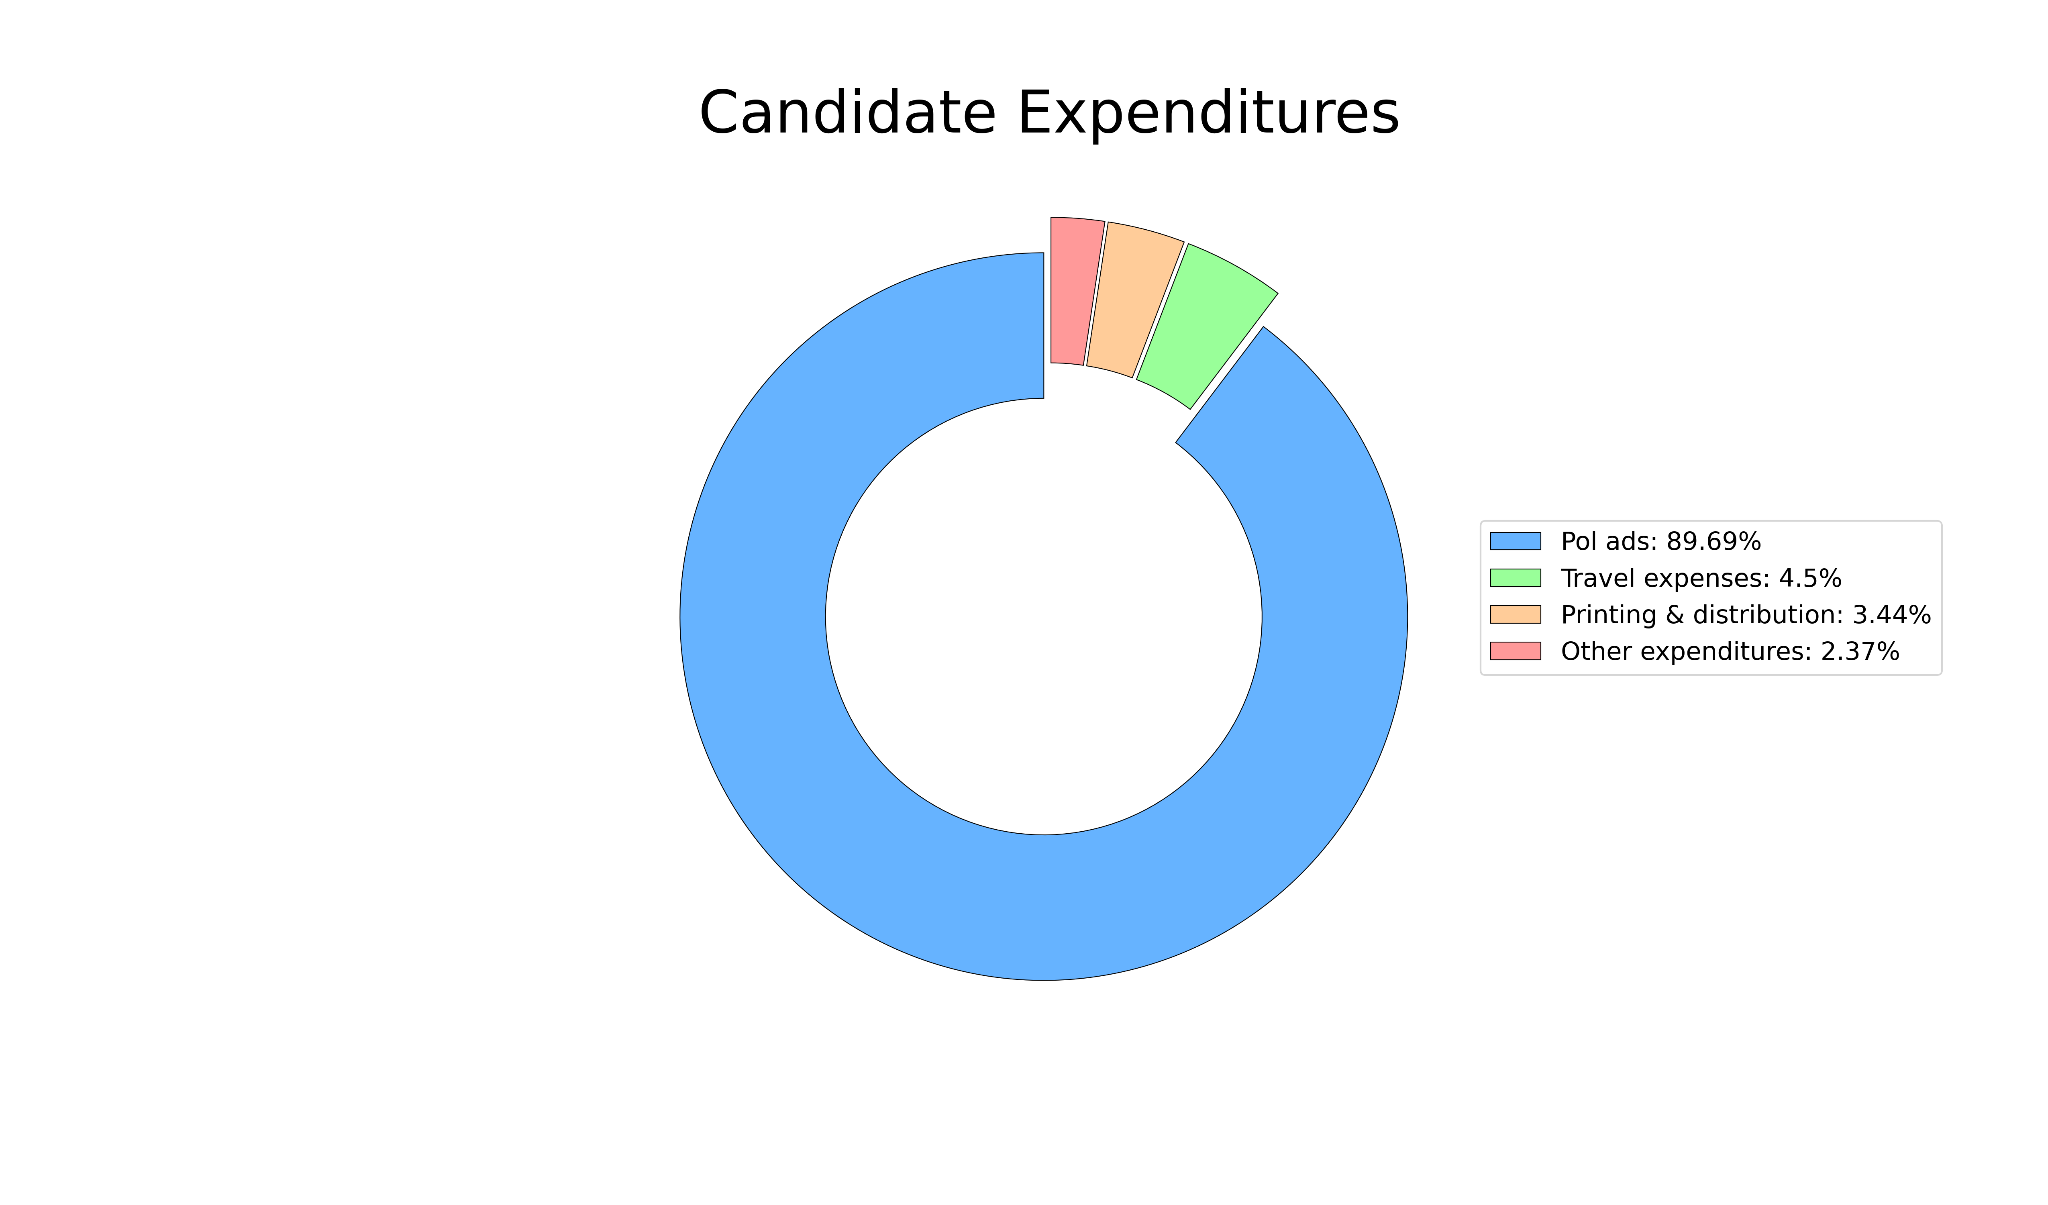 Candidate Expenditures
Pol ads: 89.69%
Travel expenses: 4.5%
Printing & distribution: 3.44%
Other expenditures: 2.37%